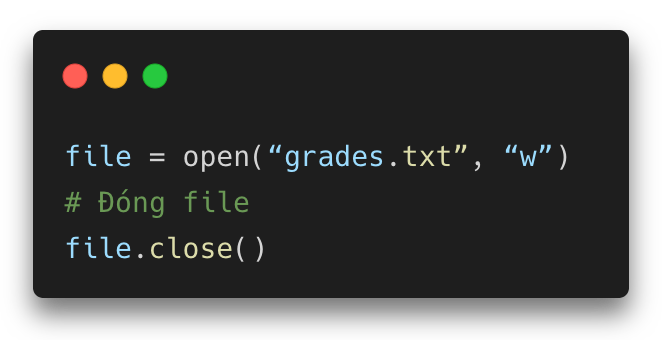 file = open(“grades.txt”, “w”)
# Đóng file
file.close()